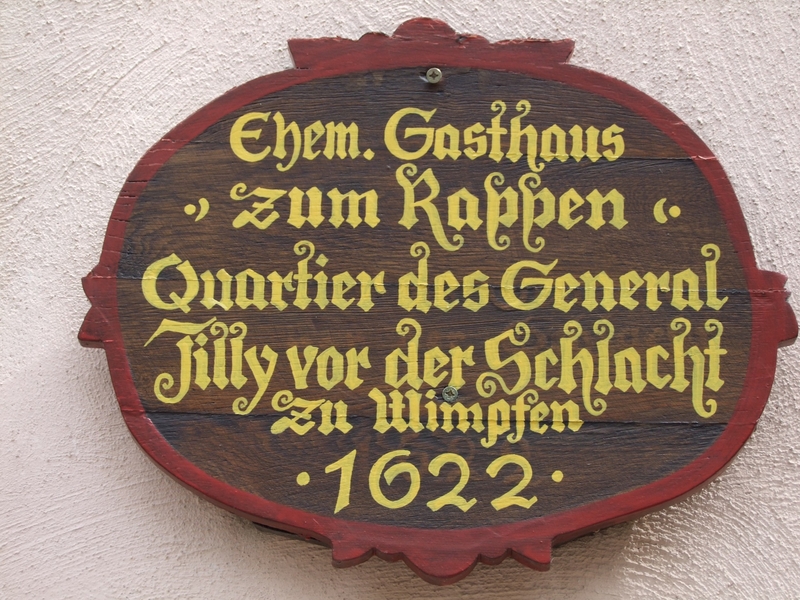 Ehem. Gasthaus
zum Rappen
Quartier des General
Tilly vor der Schlacht
zu Wimpfen
·1622·